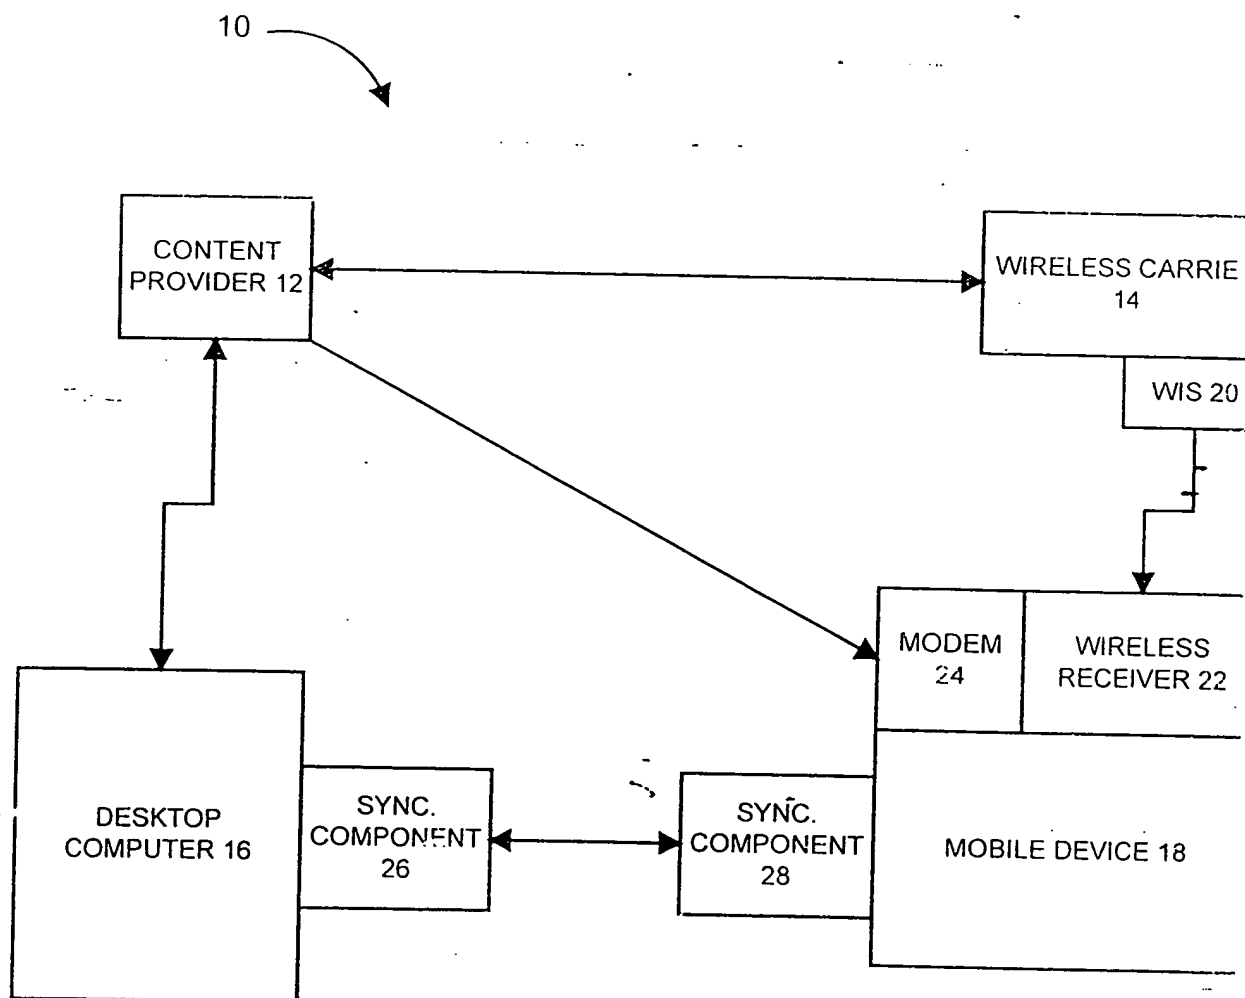 10
CONTENT
PROVIDER 12
WIRELESS CARRIE
14
WIS 20
MODEM
24
WIRELESS
RECEIVER 22
DESKTOP
COMPUTER 16
SYNC.
COMPONENT
26
SYNC.
COMPONENT
28
MOBILE DEVICE 18